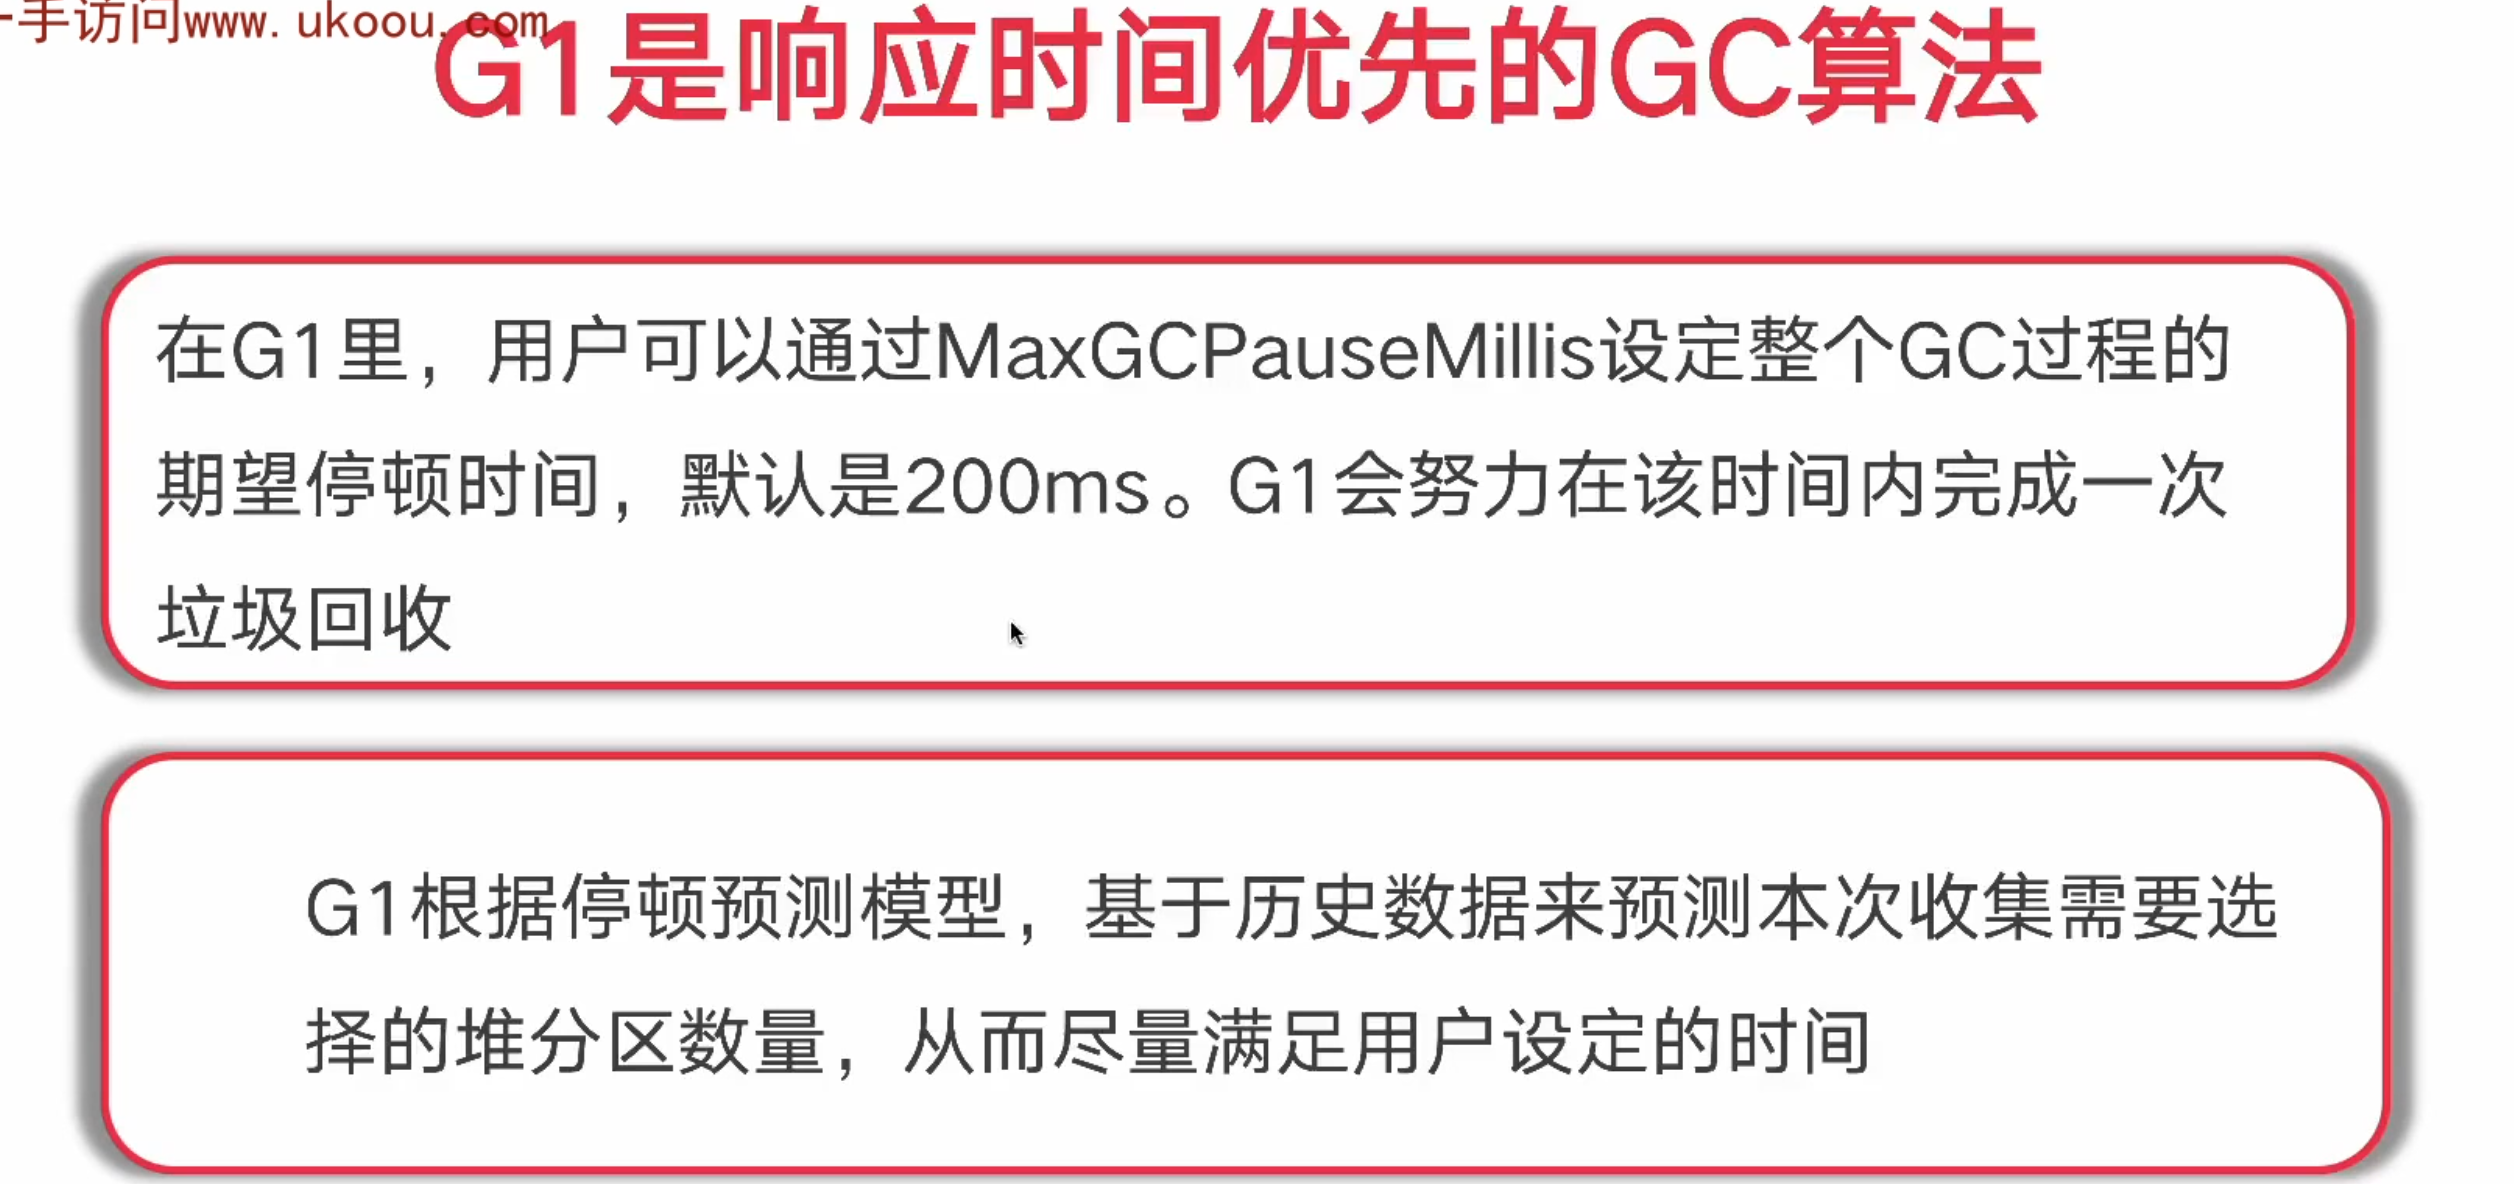 一手访问www.ukoou.com
G1是响应时间优先的GC算法
在G1里，用户可以通过MaxGCPauseMillis设定整个GC过程的
期望停顿时间，默认是200ms。G1会努力在该时间内完成一次
垃圾回收
G1根据停顿预测模型，基于历史数据来预测本次收集需要选
择的堆分区数量，从而尽量满足用户设定的时间